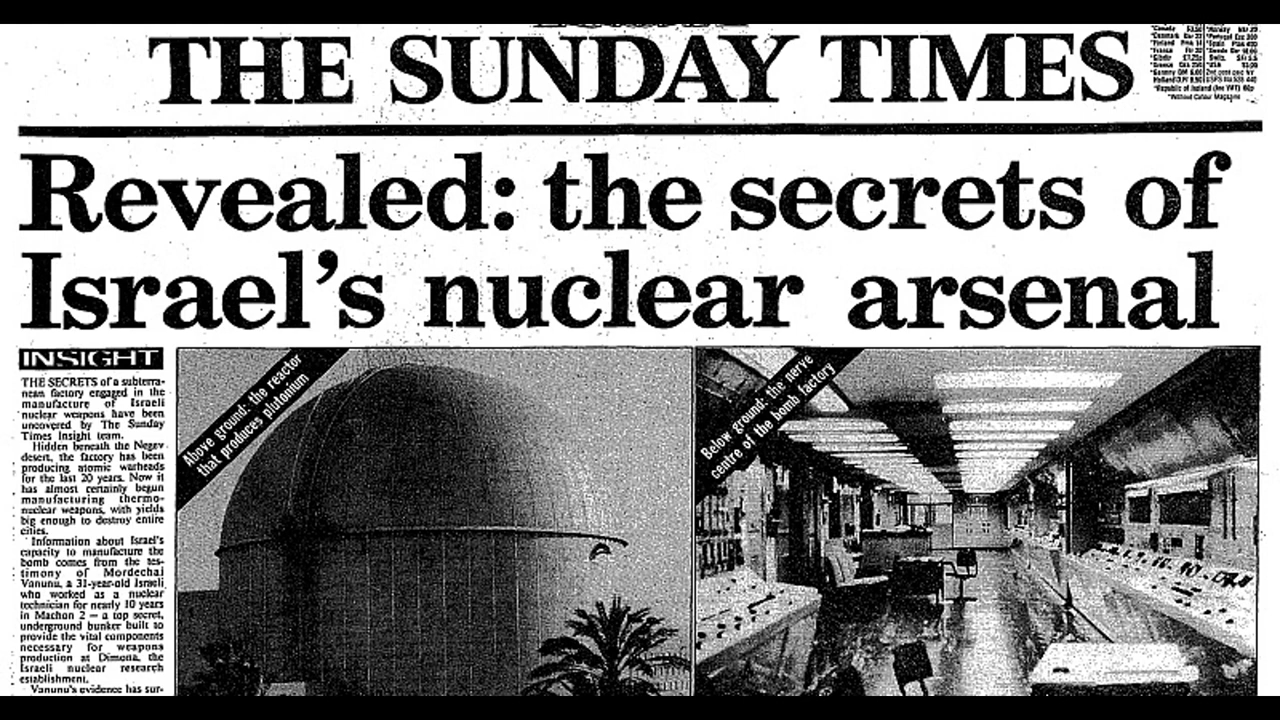 THE SUNDAY TIMES
Revealed: the secrets of
Israel's nuclear arsenal
INSIGHT
THE SECRETS of a subterra-
nean factory engaged in the
manufacture of Israeli
nuclear weapons have been
uncovered by The Sunday
Times Insight team.
Hidden beneath the Negev
desert, the factory has been
producing atomic warheads
for the last 20 years. Now it
has almost certainly begun
manufacturing thermo-
nuclear weapons, with yields
big enough to destroy entire
cities.
Information about Israel's
capacity to manufacture the
bomb comes from the tes-
timony of Mordechai
Vanunu, a 31-year-old Israeli
who worked as a nuclear
technician for nearly 10 years
in Machon 2 — a top secret,
underground bunker built to
provide the vital components
necessary for weapons
production at Dimona, the
Israeli nuclear research
establishment.
Vanunu's evidence has sur-
Above ground: the reactor
that produces plutonium
Below ground: the nerve
centre of the bomb factory